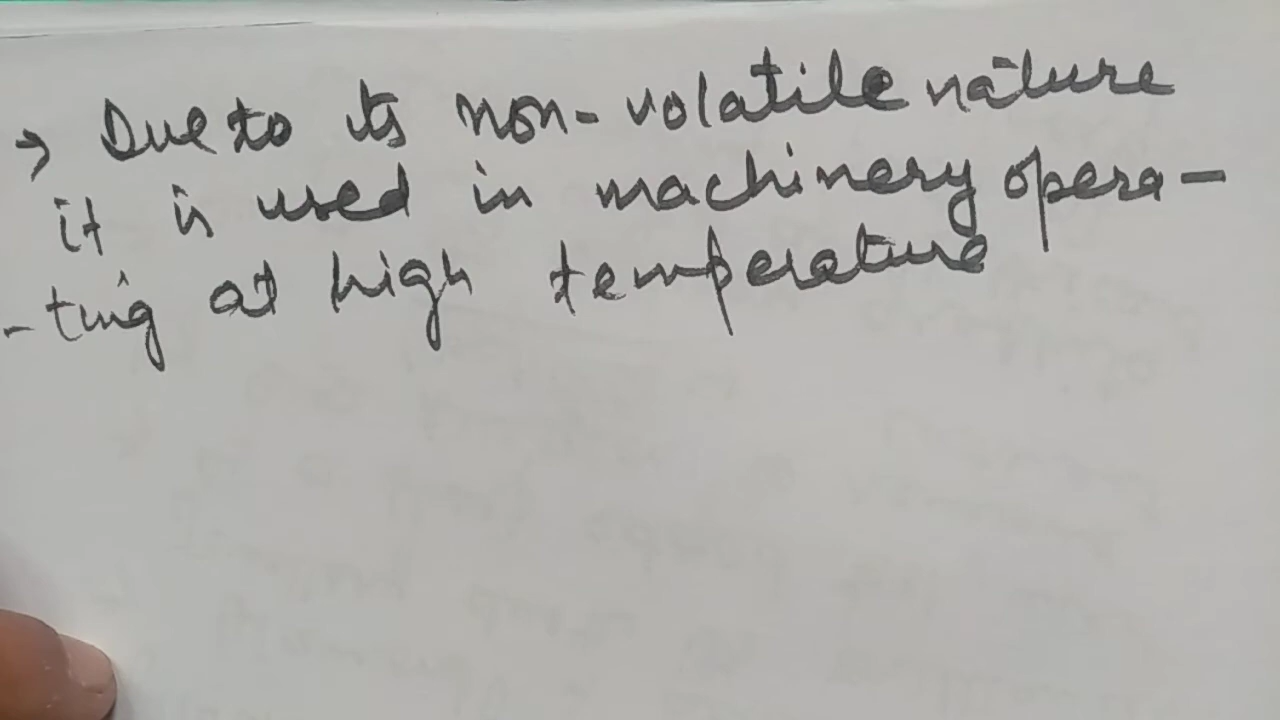 → Due to its non-volatile nature
it is used in machinery opera-
-ting at high temperature